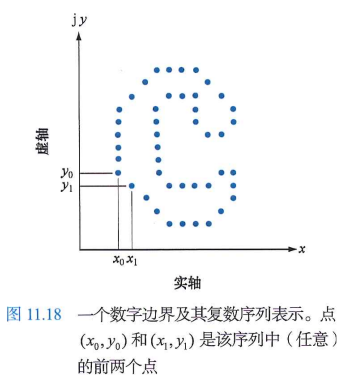 jy
虚轴
y₀
y₁
x₀ x₁
x
实轴
图 11.18 一个数字边界及其复数序列表示。点
(x₀, y₀) 和 (x₁, y₁) 是该序列中（任意）
的前两个点